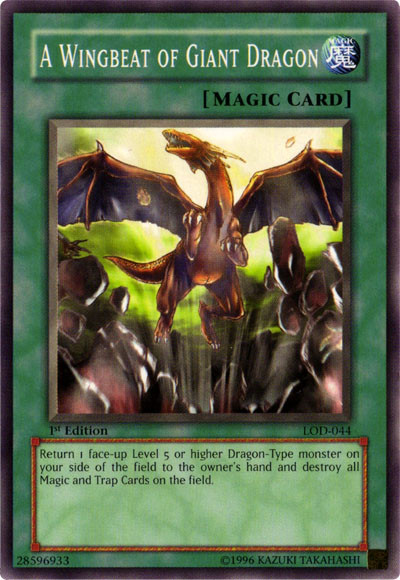 A Wingbeat of Giant Dragon
MAGIC
魔
[Magic Card]
1st Edition
LOD-044
Return 1 face-up Level 5 or higher Dragon-Type monster on
your side of the field to the owner's hand and destroy all
Magic and Trap Cards on the field.
28596933
©1996 KAZUKI TAKAHASHI